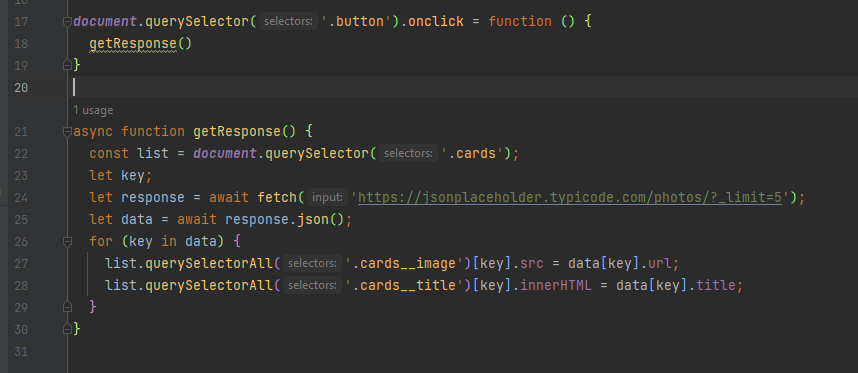 17 document.querySelector( selectors: '.button').onclick = function () {
18 getResponse()
19 }
20
1 usage
21 async function getResponse() {
22 const list = document.querySelector( selectors: '.cards');
23 let key;
24 let response = await fetch( input: 'https://jsonplaceholder.typicode.com/photos/?_limit=5');
25 let data = await response.json();
26 for (key in data) {
27 list.querySelectorAll( selectors: '.cards__image')[key].src = data[key].url;
28 list.querySelectorAll( selectors: '.cards__title')[key].innerHTML = data[key].title;
29 }
30 }
31